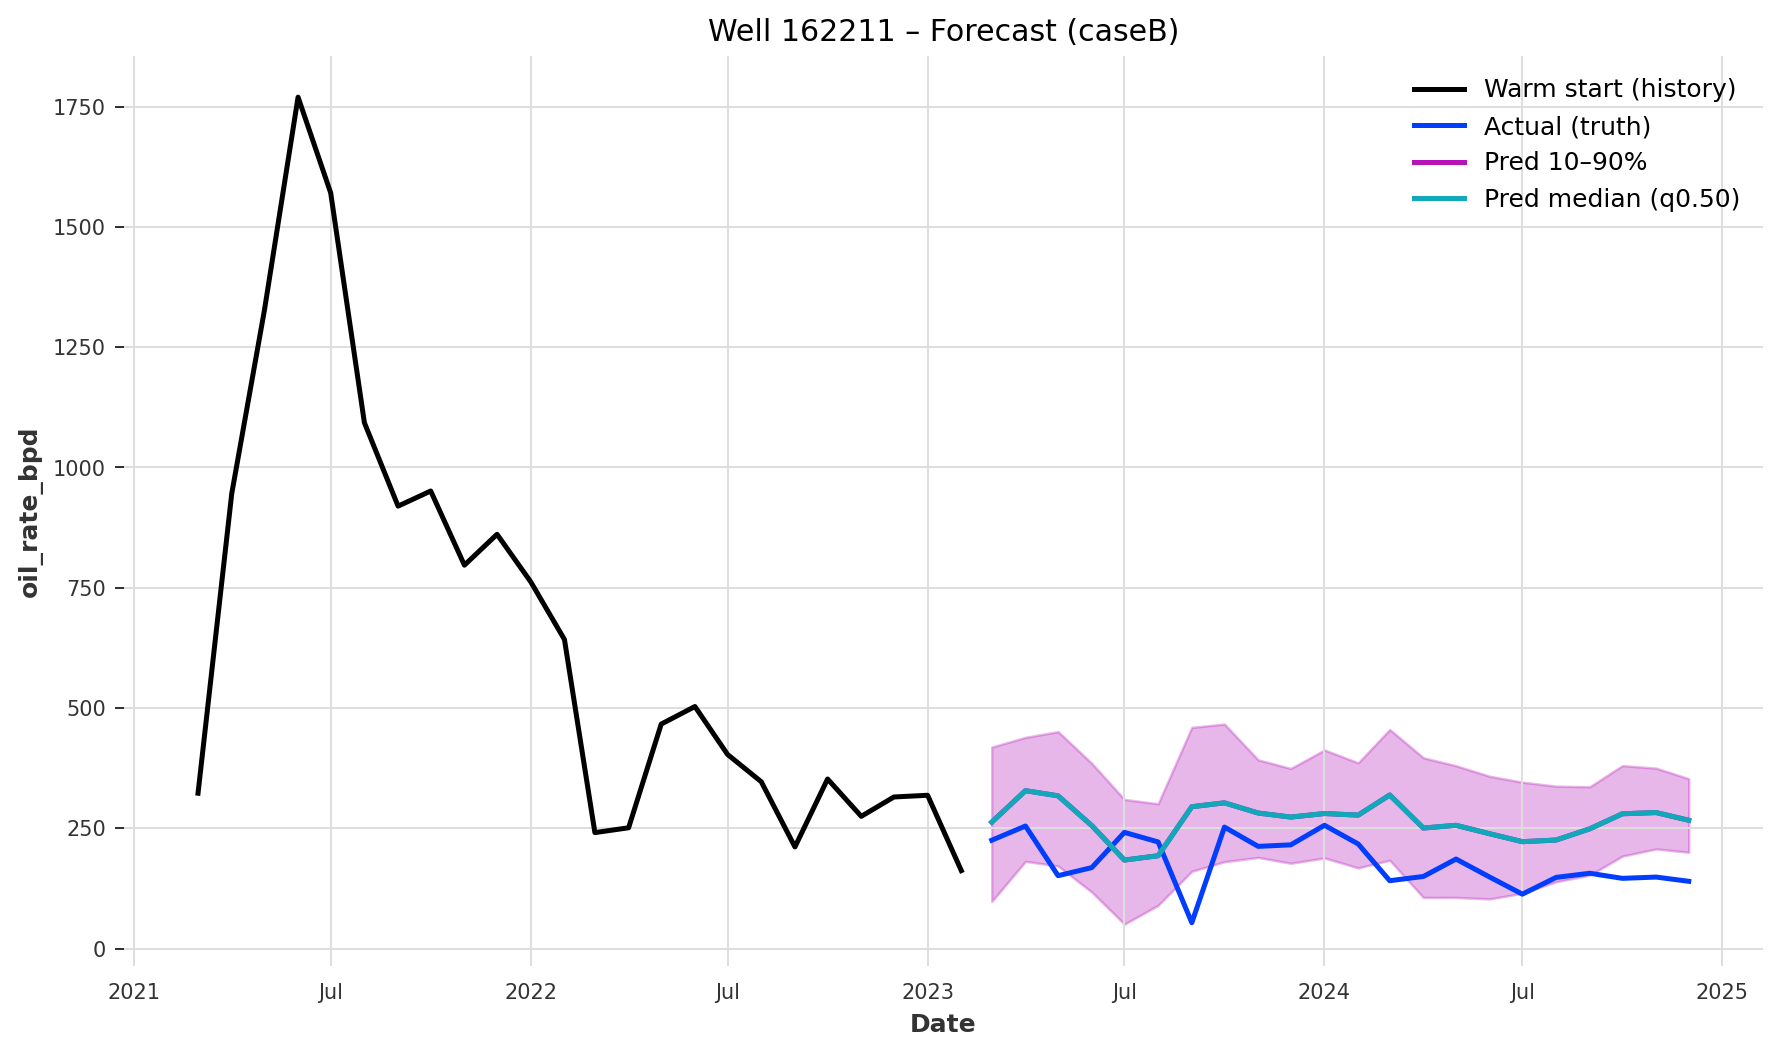 Well 162211 – Forecast (caseB)
Warm start (history)
Actual (truth)
Pred 10–90%
Pred median (q0.50)
oil_rate_bpd
1750
1500
1250
1000
750
500
250
0
2021
Jul
2022
Jul
2023
Jul
2024
Jul
2025
Date